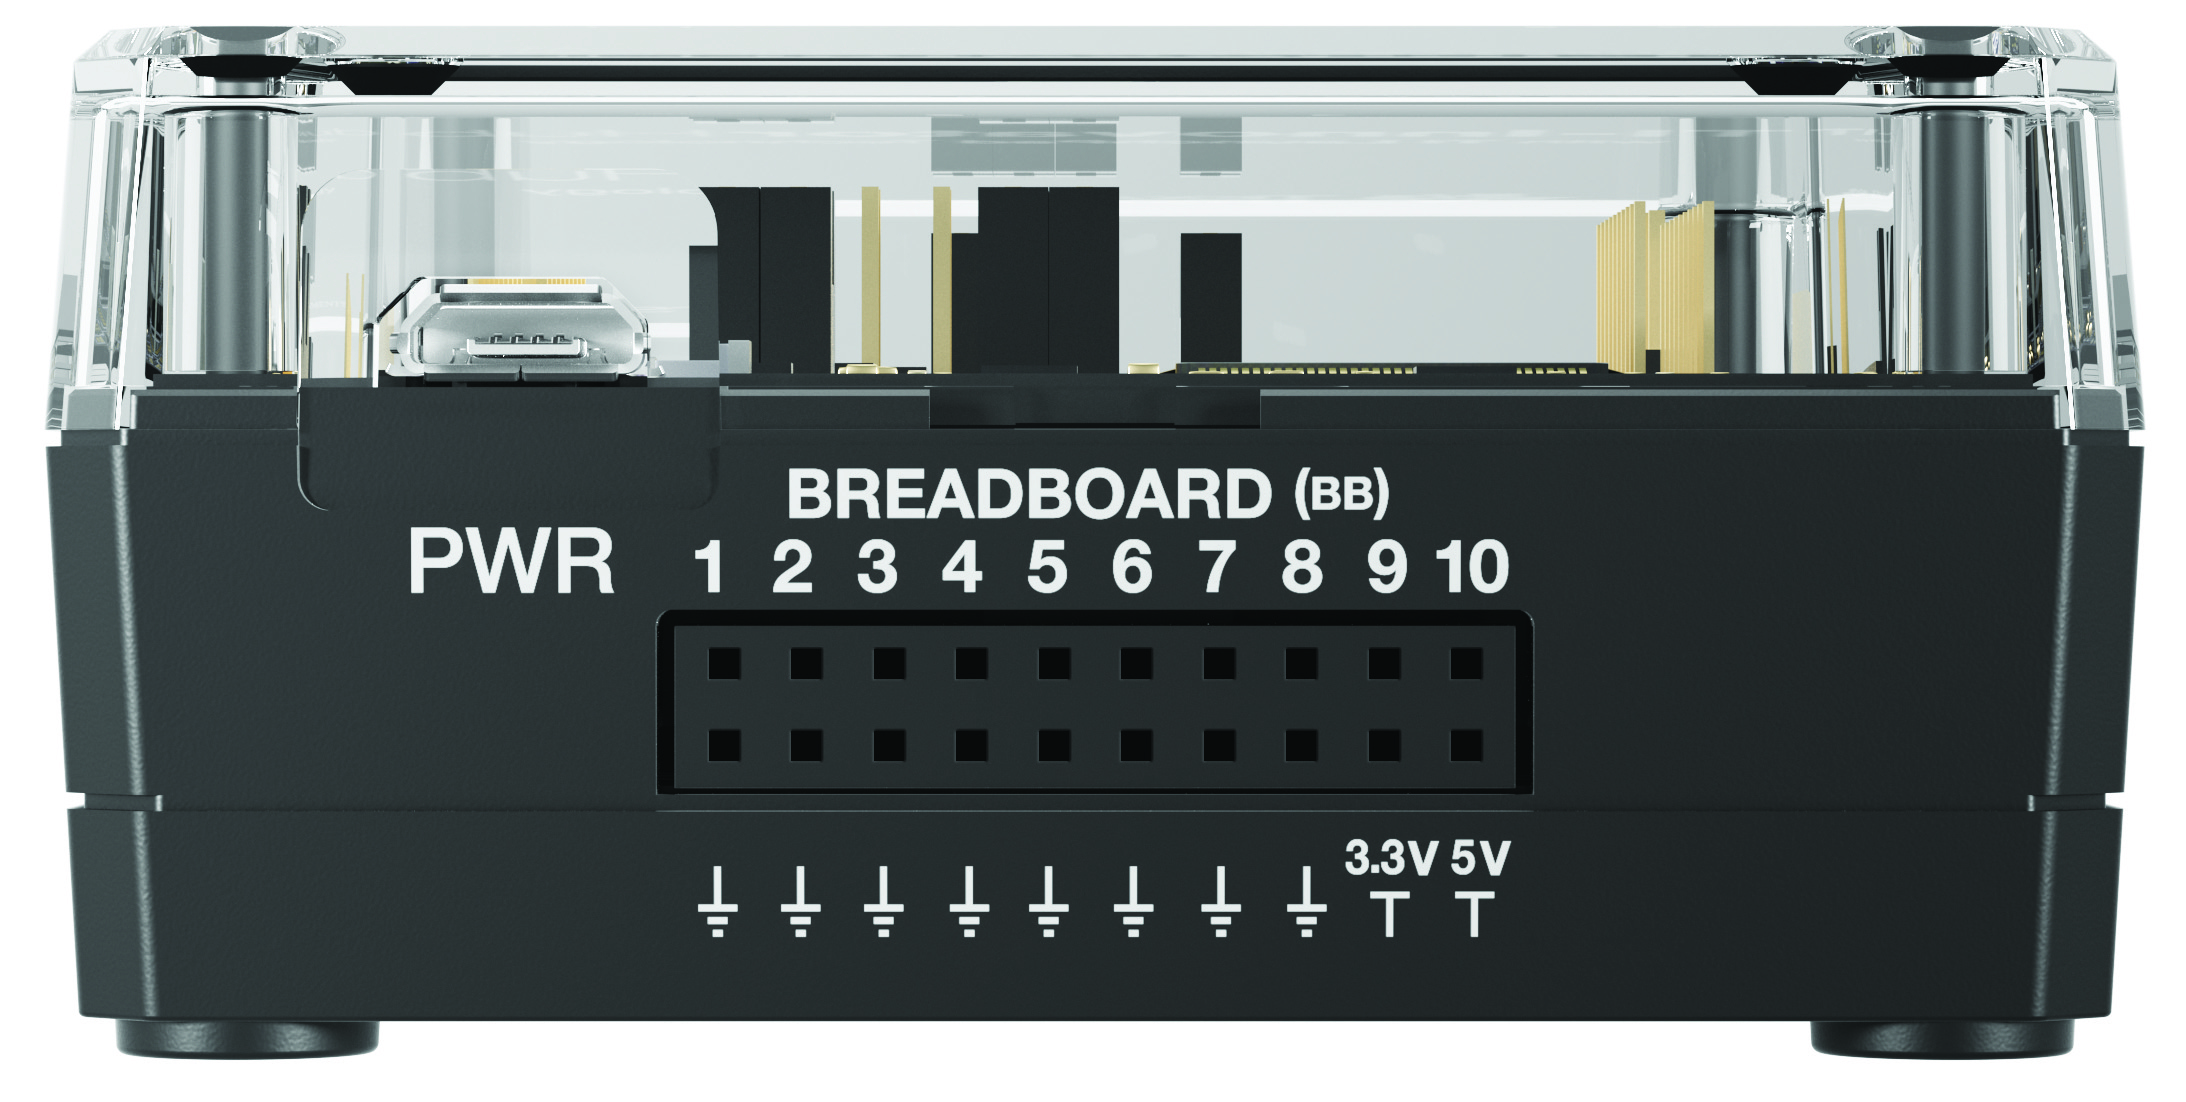 BREADBOARD (BB)
PWR
1 2 3 4 5 6 7 8 9 10
3.3V 5V